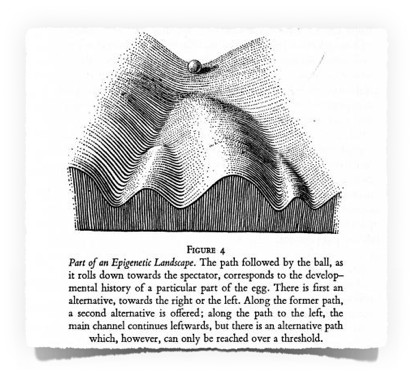 FIGURE 4
Part of an Epigenetic Landscape. The path followed by the ball, as
it rolls down towards the spectator, corresponds to the develop-
mental history of a particular part of the egg. There is first an
alternative, towards the right or the left. Along the former path,
a second alternative is offered; along the path to the left, the
main channel continues leftwards, but there is an alternative path
which, however, can only be reached over a threshold.